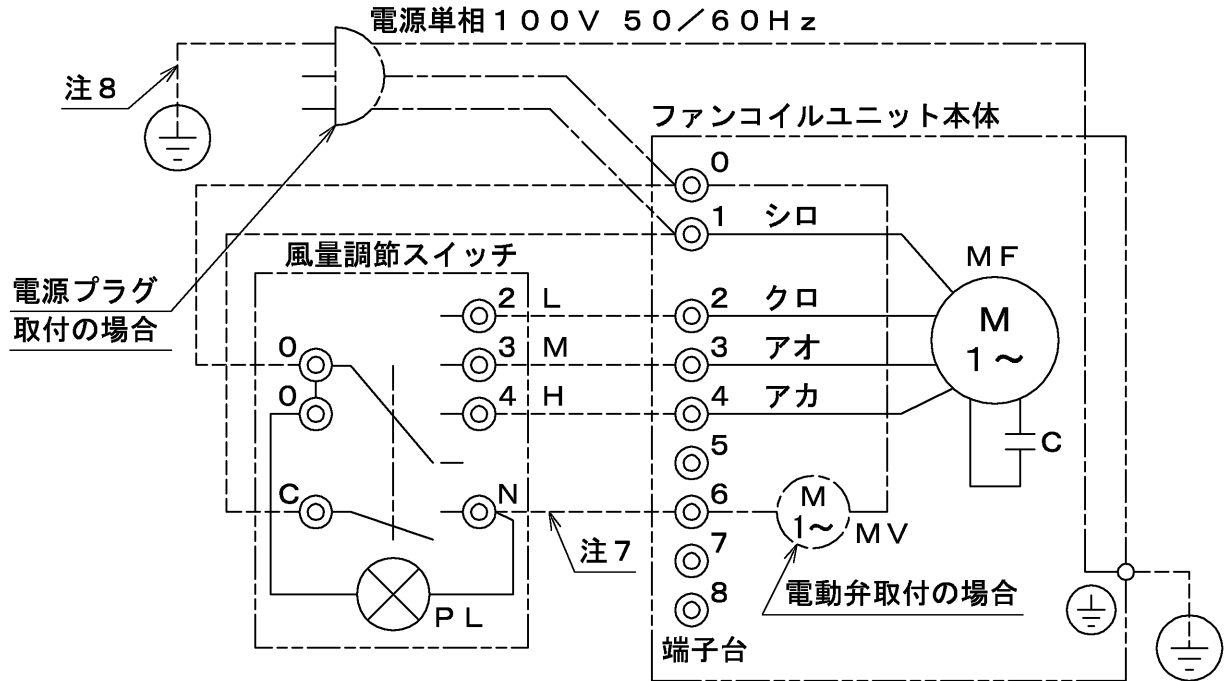 電源単相１００Ｖ ５０／６０Ｈｚ
注８
ファンコイルユニット本体
0
1 シロ
風量調節スイッチ
ＭＦ
電源プラグ
取付の場合
2 L
2 クロ
M
1～
0
3 M
3 アオ
0
4 H
4 アカ
C
5
C
N
6
M
1～
ＭＶ
注７
7
電動弁取付の場合
8
ＰＬ
端子台